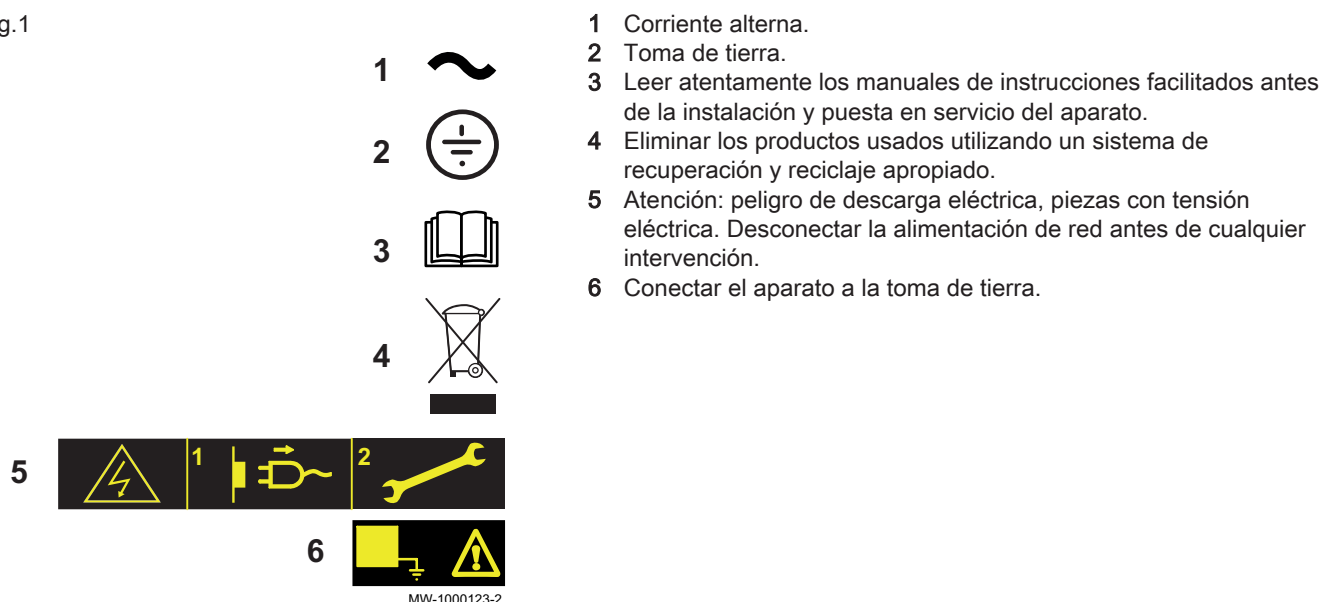 g.1
1
2
3
4
5
1
2
6
MW-1000123-2
1 Corriente alterna.
2 Toma de tierra.
3 Leer atentamente los manuales de instrucciones facilitados antes
de la instalación y puesta en servicio del aparato.
4 Eliminar los productos usados utilizando un sistema de
recuperación y reciclaje apropiado.
5 Atención: peligro de descarga eléctrica, piezas con tensión
eléctrica. Desconectar la alimentación de red antes de cualquier
intervención.
6 Conectar el aparato a la toma de tierra.